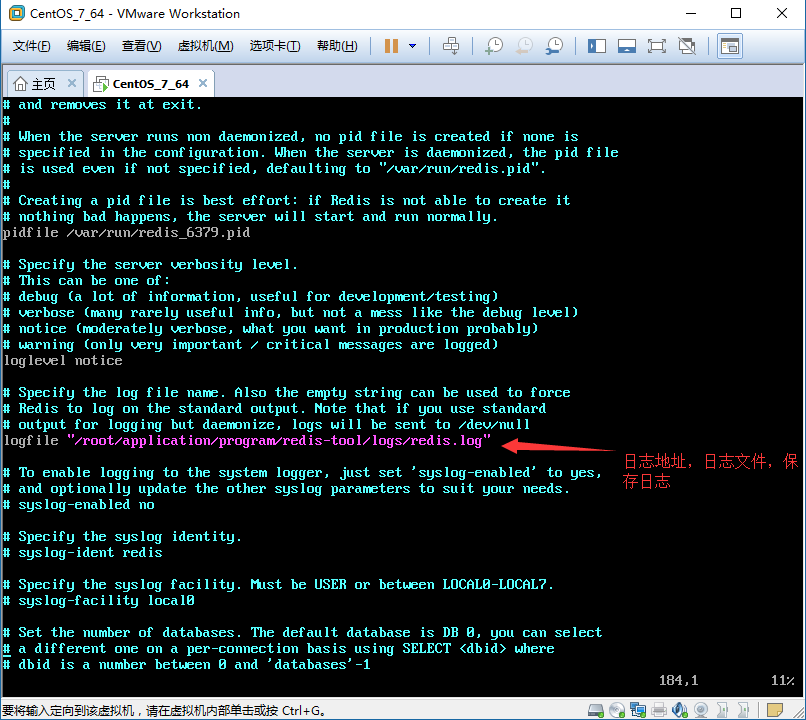 CentOS_7_64 - VMware Workstation
文件(F) 编辑(E) 查看(V) 虚拟机(M) 选项卡(T) 帮助(H)
主页 CentOS_7_64
# and removes it at exit.
#
# When the server runs non daemonized, no pid file is created if none is
# specified in the configuration. When the server is daemonized, the pid file
# is used even if not specified, defaulting to "/var/run/redis.pid".
#
# Creating a pid file is best effort: if Redis is not able to create it
# nothing bad happens, the server will start and run normally.
pidfile /var/run/redis_6379.pid
# Specify the server verbosity level.
# This can be one of:
# debug (a lot of information, useful for development/testing)
# verbose (many rarely useful info, but not a mess like the debug level)
# notice (moderately verbose, what you want in production probably)
# warning (only very important / critical messages are logged)
loglevel notice
# Specify the log file name. Also the empty string can be used to force
# Redis to log on the standard output. Note that if you use standard
# output for logging but daemonize, logs will be sent to /dev/null
logfile "/root/application/program/redis-tool/logs/redis.log"
日志地址，日志文件，保
存日志
# To enable logging to the system logger, just set 'syslog-enabled' to yes,
# and optionally update the other syslog parameters to suit your needs.
# syslog-enabled no
# Specify the syslog identity.
# syslog-ident redis
# Specify the syslog facility. Must be USER or between LOCAL0-LOCAL7.
# syslog-facility local0
# Set the number of databases. The default database is DB 0, you can select
# a different one on a per-connection basis using SELECT <dbid> where
# dbid is a number between 0 and 'databases'-1
184,1 11%
要将输入定向到该虚拟机，请在虚拟机内部单击或按 Ctrl+G。